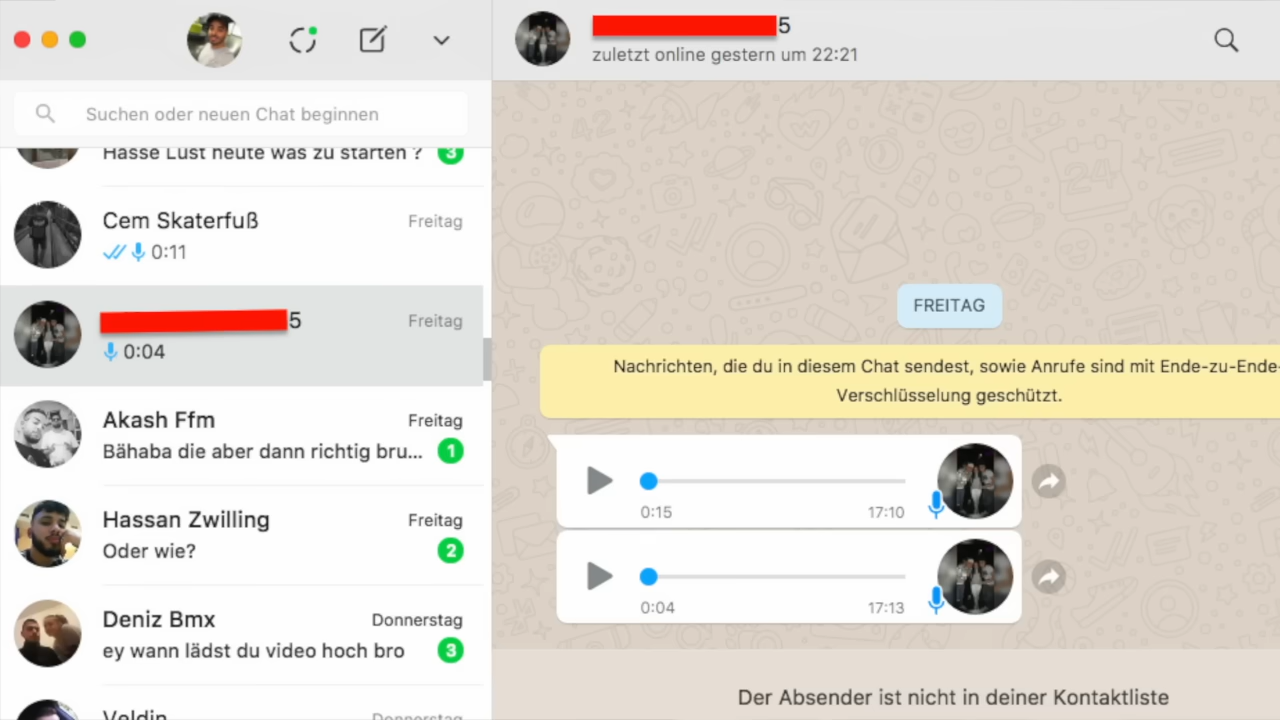 5
zuletzt online gestern um 22:21
Suchen oder neuen Chat beginnen
Hasse Lust heute was zu starten ? 3
Cem Skaterfuß Freitag
0:11
5 Freitag
0:04
Akash Ffm Freitag
Bähaba die aber dann richtig bru... 1
Hassan Zwilling Freitag
Oder wie? 2
Deniz Bmx Donnerstag
ey wann lädst du video hoch bro 3
Veldin Donnerstag
FREITAG
Nachrichten, die du in diesem Chat sendest, sowie Anrufe sind mit Ende-zu-Ende-
Verschlüsselung geschützt.
0:15 17:10
0:04 17:13
Der Absender ist nicht in deiner Kontaktliste